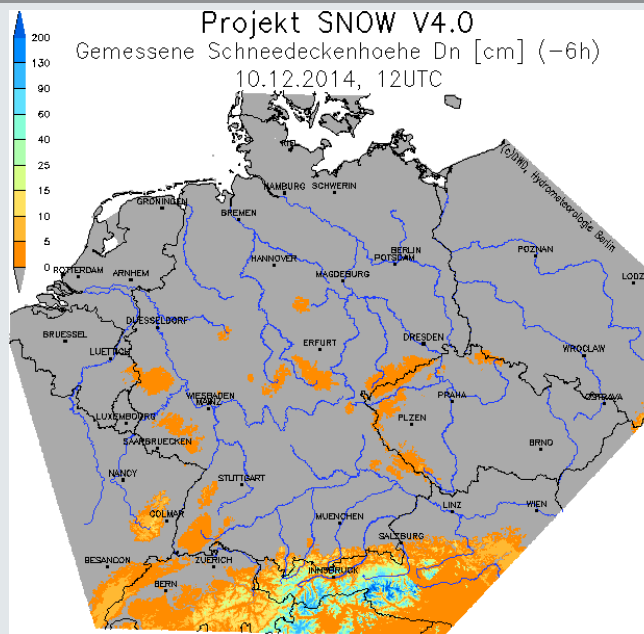 Projekt SNOW V4.0
Gemessene Schneedeckenhoehe Dn [cm] (-6h)
10.12.2014, 12UTC
200
130
90
60
40
25
15
10
5
0
(c)DWD, Hydrometeorologie Berlin
KIEL
HAMBURG
SCHWERIN
GRONINGEN
BREMEN
BERLIN
POTSDAM
POZNAN
HANNOVER
MAGDEBURG
ROTTERDAM
ARNHEM
LODZ
DUESSELDORF
BRUESSEL
ERFURT
DRESDEN
LUETTICH
WROCLAW
WIESBADEN
MAINZ
PRAHA
OSTRAVA
LUXEMBOURG
PLZEN
SAARBRUECKEN
BRNO
NANCY
STUTTGART
LINZ
WIEN
COLMAR
MUENCHEN
SALZBURG
BESANCON
ZUERICH
INNSBRUCK
BERN